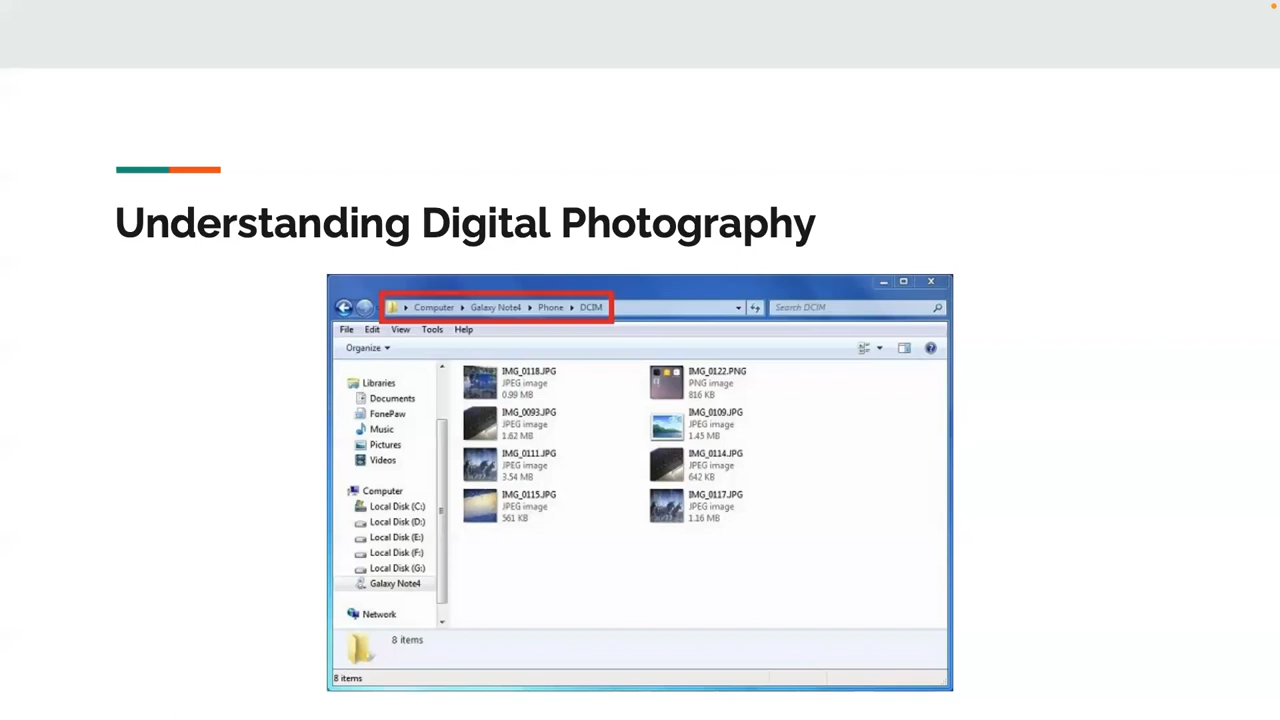 Understanding Digital Photography
Computer Galaxy Note4 Phone DCIM
Search DCIM
File Edit View Tools Help
Organize
Libraries
Documents
FonePaw
Music
Pictures
Videos
Computer
Local Disk (C:)
Local Disk (D:)
Local Disk (E:)
Local Disk (F:)
Local Disk (G:)
Galaxy Note4
Network
IMG_0118.JPG
JPEG image
0.99 MB
IMG_0122.PNG
PNG image
816 KB
IMG_0093.JPG
JPEG image
1.62 MB
IMG_0109.JPG
JPEG image
1.45 MB
IMG_0111.JPG
JPEG image
3.54 MB
IMG_0114.JPG
JPEG image
642 KB
IMG_0115.JPG
JPEG image
561 KB
IMG_0117.JPG
JPEG image
1.16 MB
8 items
8 items